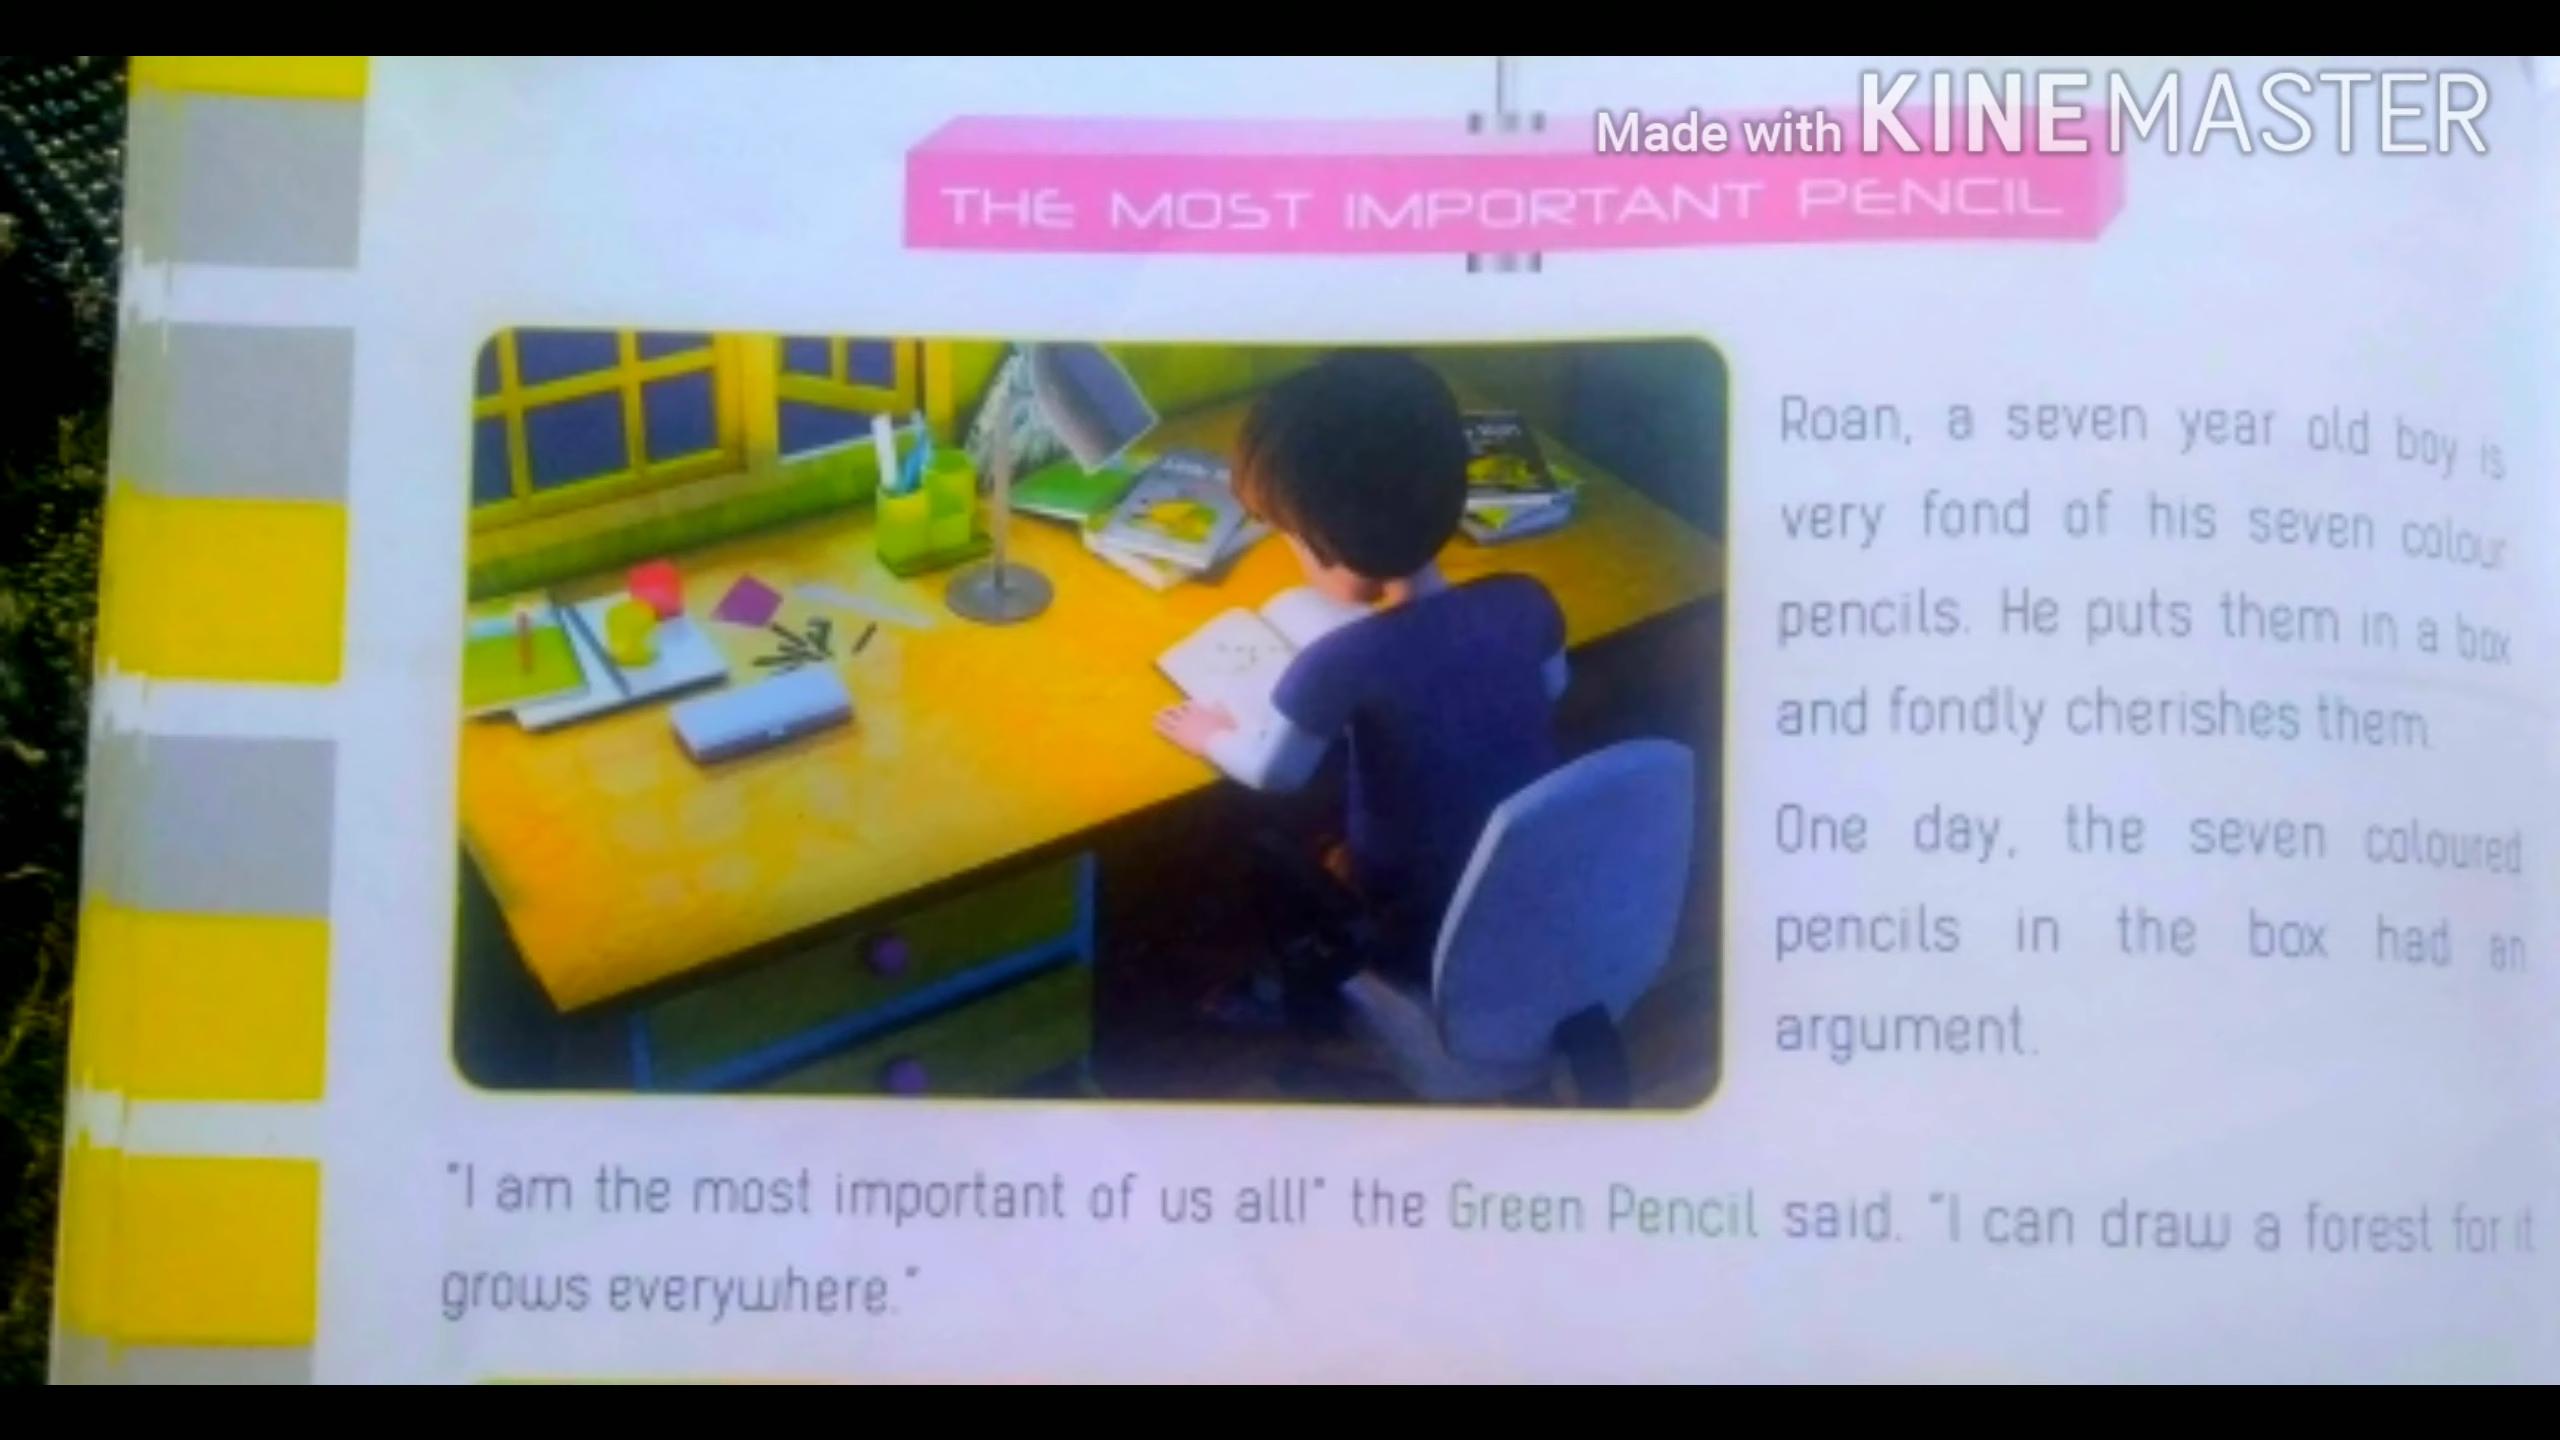 Made with KINEMASTER
THE MOST IMPORTANT PENCIL
Roan, a seven year old boy is
very fond of his seven colour
pencils. He puts them in a box
and fondly cherishes them.
One day, the seven coloured
pencils in the box had an
argument.
"I am the most important of us all!" the Green Pencil said. "I can draw a forest for it
grows everywhere."